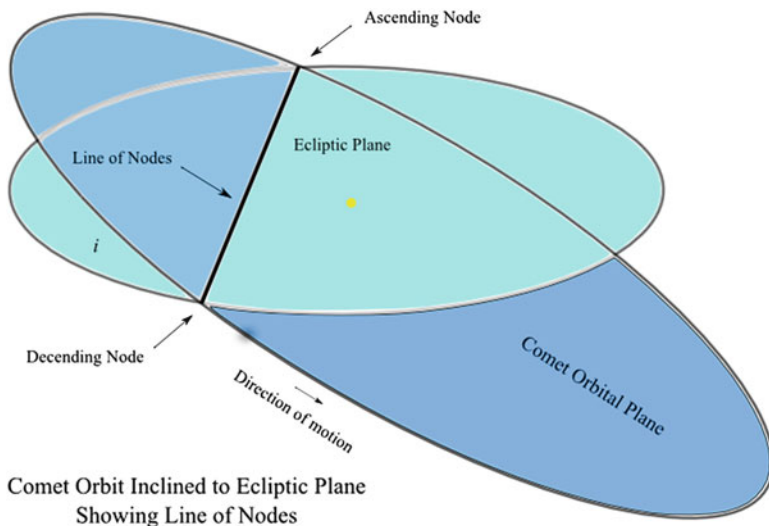 Ascending Node
Ecliptic Plane
Line of Nodes
i
Decending Node
Direction of motion
Comet Orbital Plane
Comet Orbit Inclined to Ecliptic Plane
Showing Line of Nodes